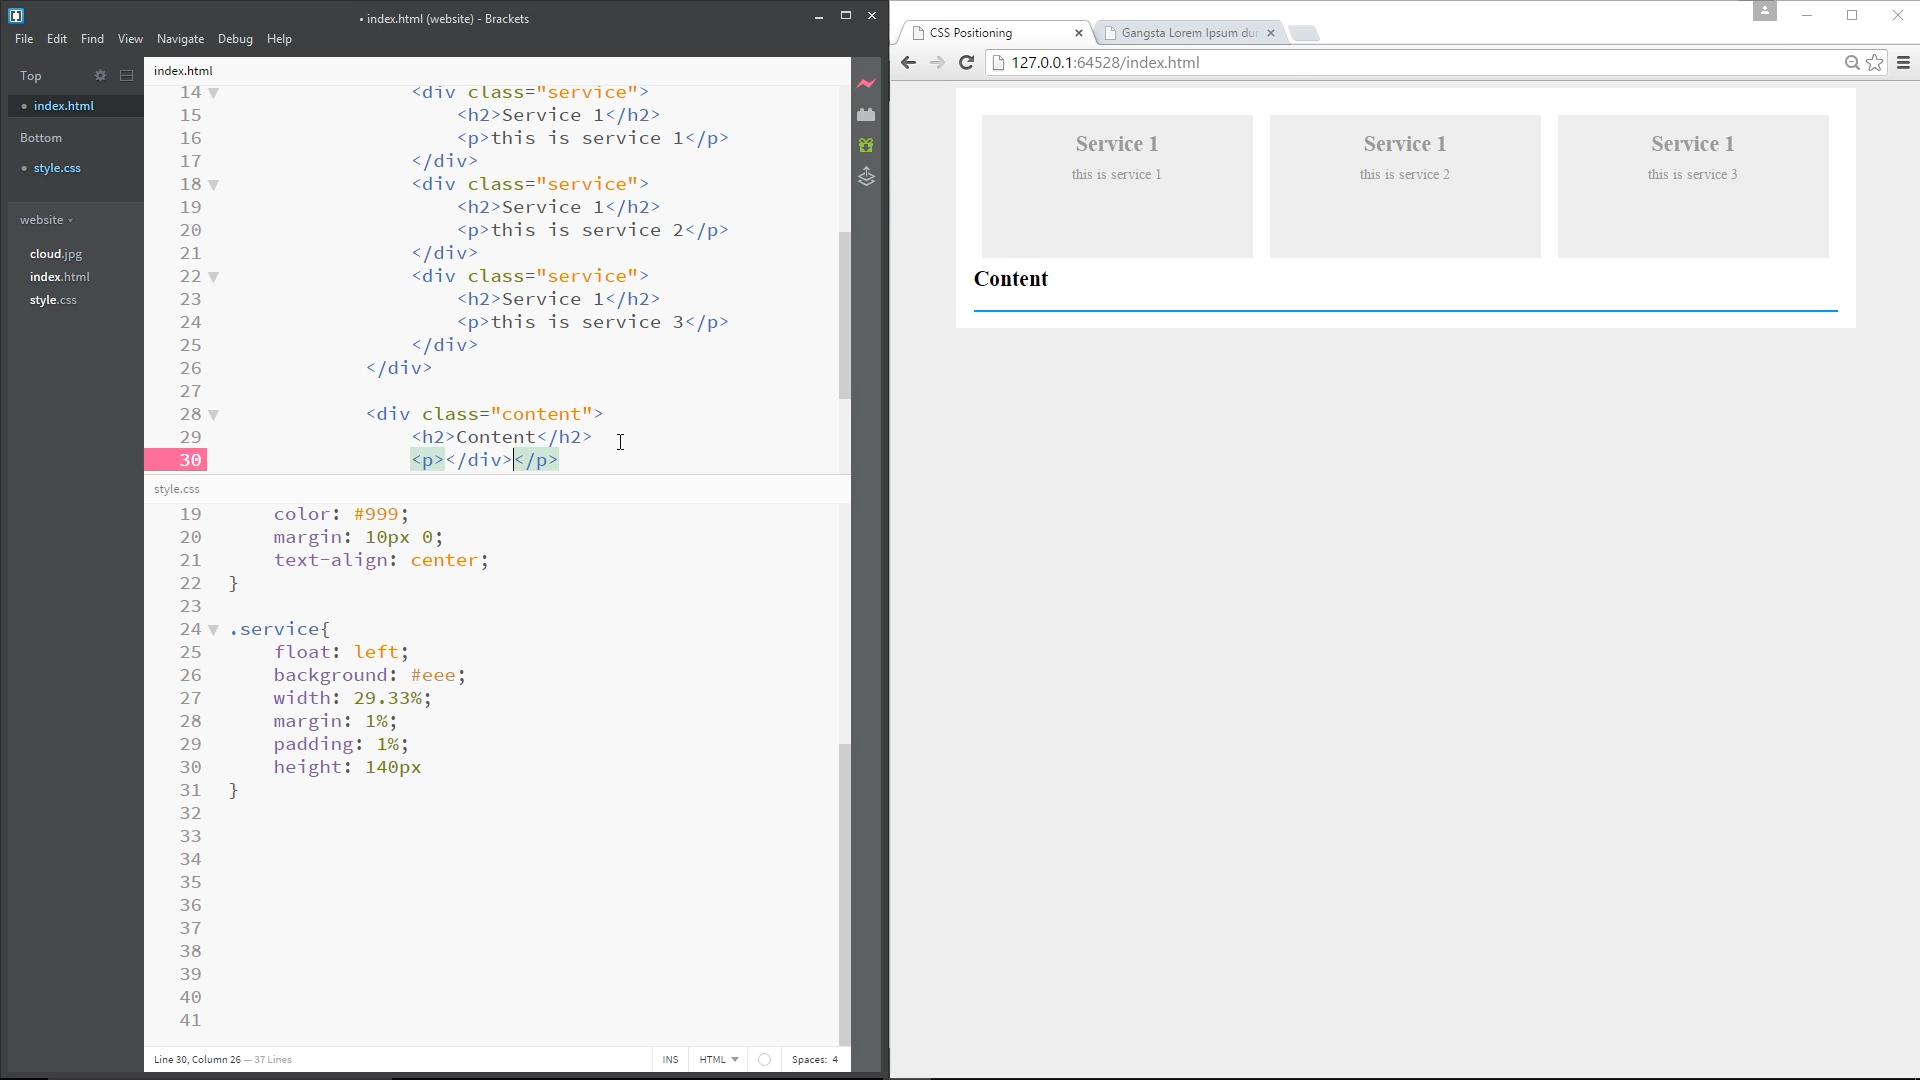 • index.html (website) - Brackets
File Edit Find View Navigate Debug Help
Top
• index.html
Bottom
• style.css
website
cloud.jpg
index.html
style.css
index.html
14 <div class="service">
15 <h2>Service 1</h2>
16 <p>this is service 1</p>
17 </div>
18 <div class="service">
19 <h2>Service 1</h2>
20 <p>this is service 2</p>
21 </div>
22 <div class="service">
23 <h2>Service 1</h2>
24 <p>this is service 3</p>
25 </div>
26 </div>
27
28 <div class="content">
29 <h2>Content</h2>
30 <p></div></p>
style.css
19 color: #999;
20 margin: 10px 0;
21 text-align: center;
22 }
23
24 .service{
25 float: left;
26 background: #eee;
27 width: 29.33%;
28 margin: 1%;
29 padding: 1%;
30 height: 140px
31 }
32
33
34
35
36
37
38
39
40
41
Line 30, Column 26 — 37 Lines
INS HTML Spaces: 4
CSS Positioning
Gangsta Lorem Ipsum
127.0.0.1:64528/index.html
Service 1 Service 1 Service 1
this is service 1 this is service 2 this is service 3
Content